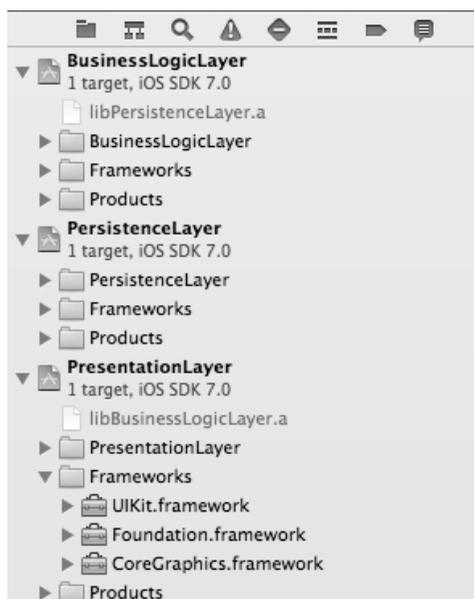 BusinessLogicLayer
1 target, iOS SDK 7.0
libPersistenceLayer.a
BusinessLogicLayer
Frameworks
Products
PersistenceLayer
1 target, iOS SDK 7.0
PersistenceLayer
Frameworks
Products
PresentationLayer
1 target, iOS SDK 7.0
libBusinessLogicLayer.a
PresentationLayer
Frameworks
UIKit.framework
Foundation.framework
CoreGraphics.framework
Products